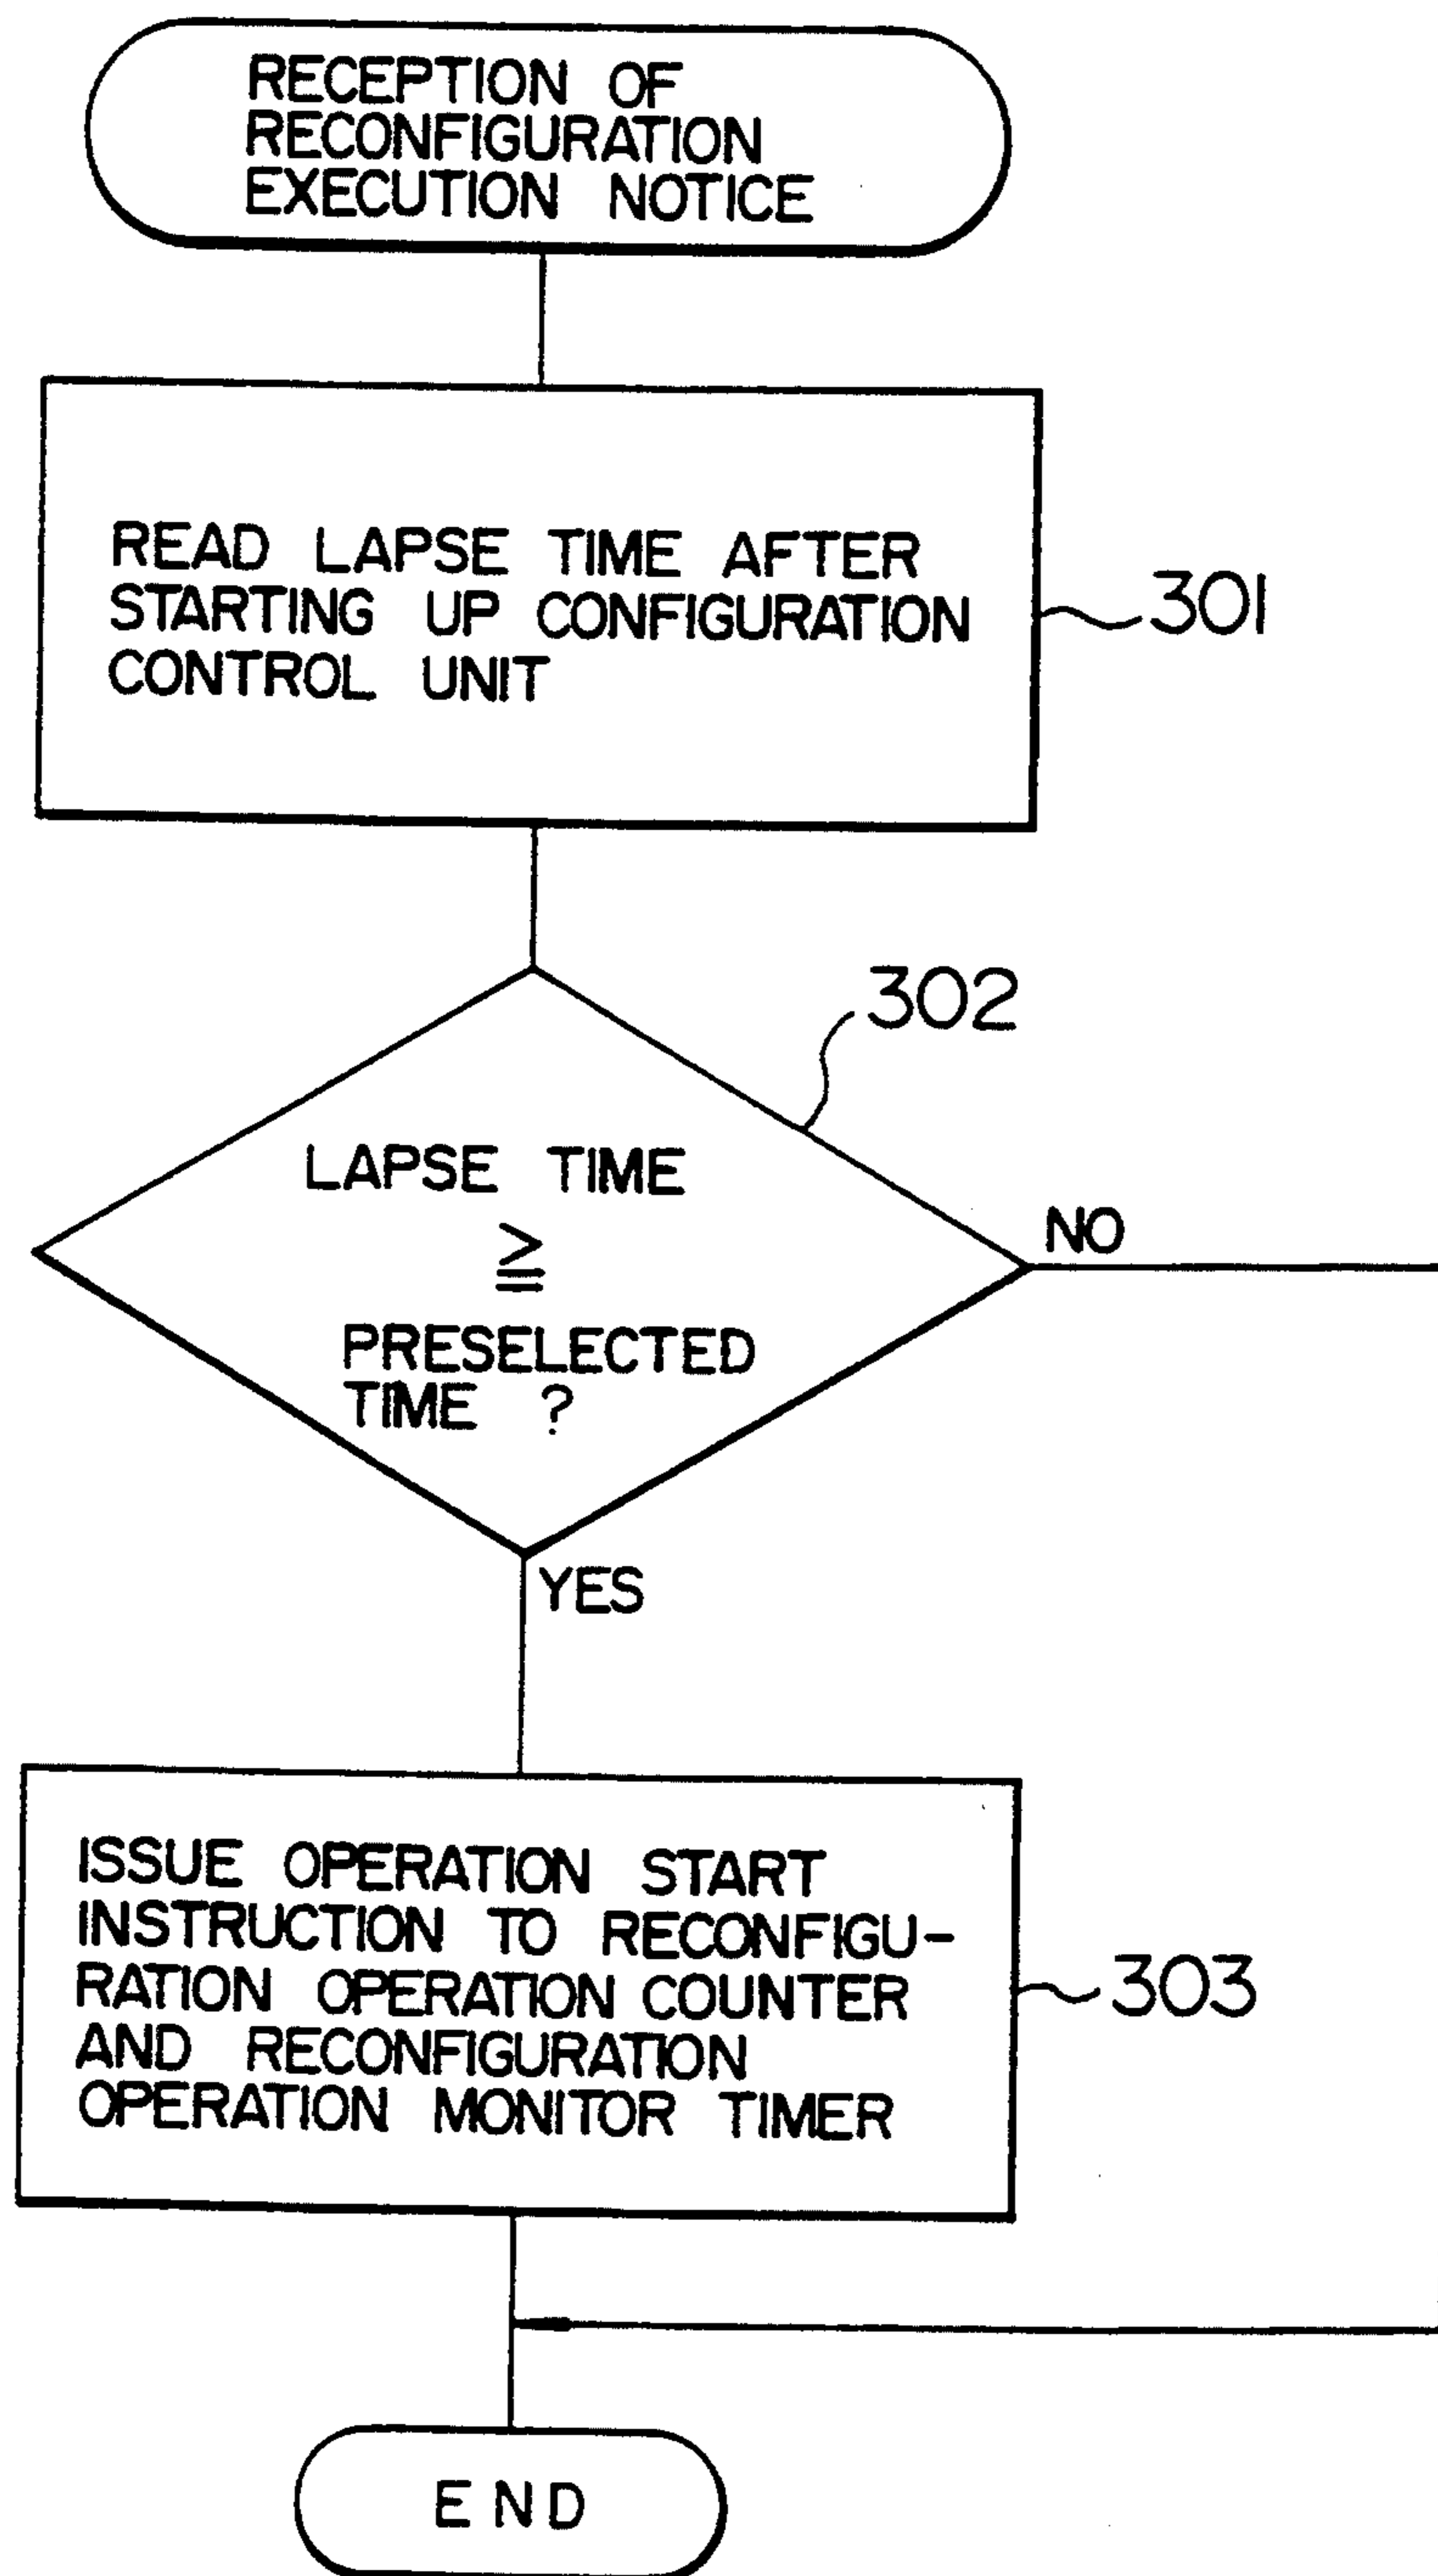 RECEPTION OF
RECONFIGURATION
EXECUTION NOTICE
READ LAPSE TIME AFTER
STARTING UP CONFIGURATION
CONTROL UNIT
301
302
LAPSE TIME
≧
PRESELECTED
TIME ?
NO
YES
ISSUE OPERATION START
INSTRUCTION TO RECONFIGU-
RATION OPERATION COUNTER
AND RECONFIGURATION
OPERATION MONITOR TIMER
303
END